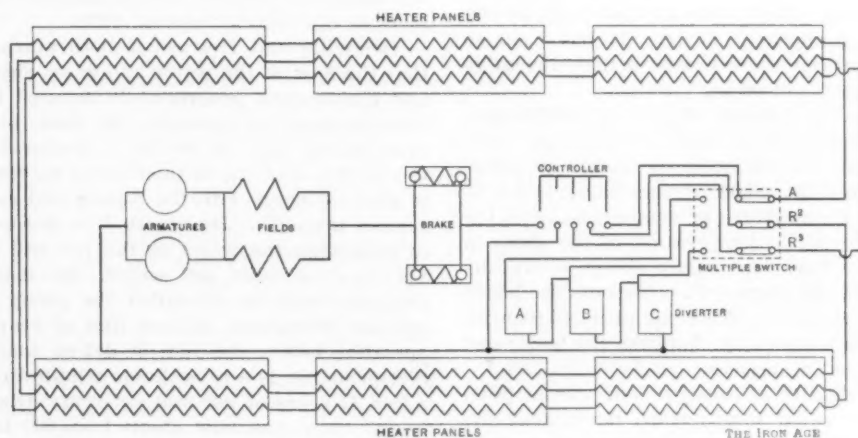 HEATER PANELS
CONTROLLER
A
ARMATURES
FIELDS
BRAKE
R²
R³
MULTIPLE SWITCH
A
B
C
DIVERTER
HEATER PANELS
THE IRON AGE